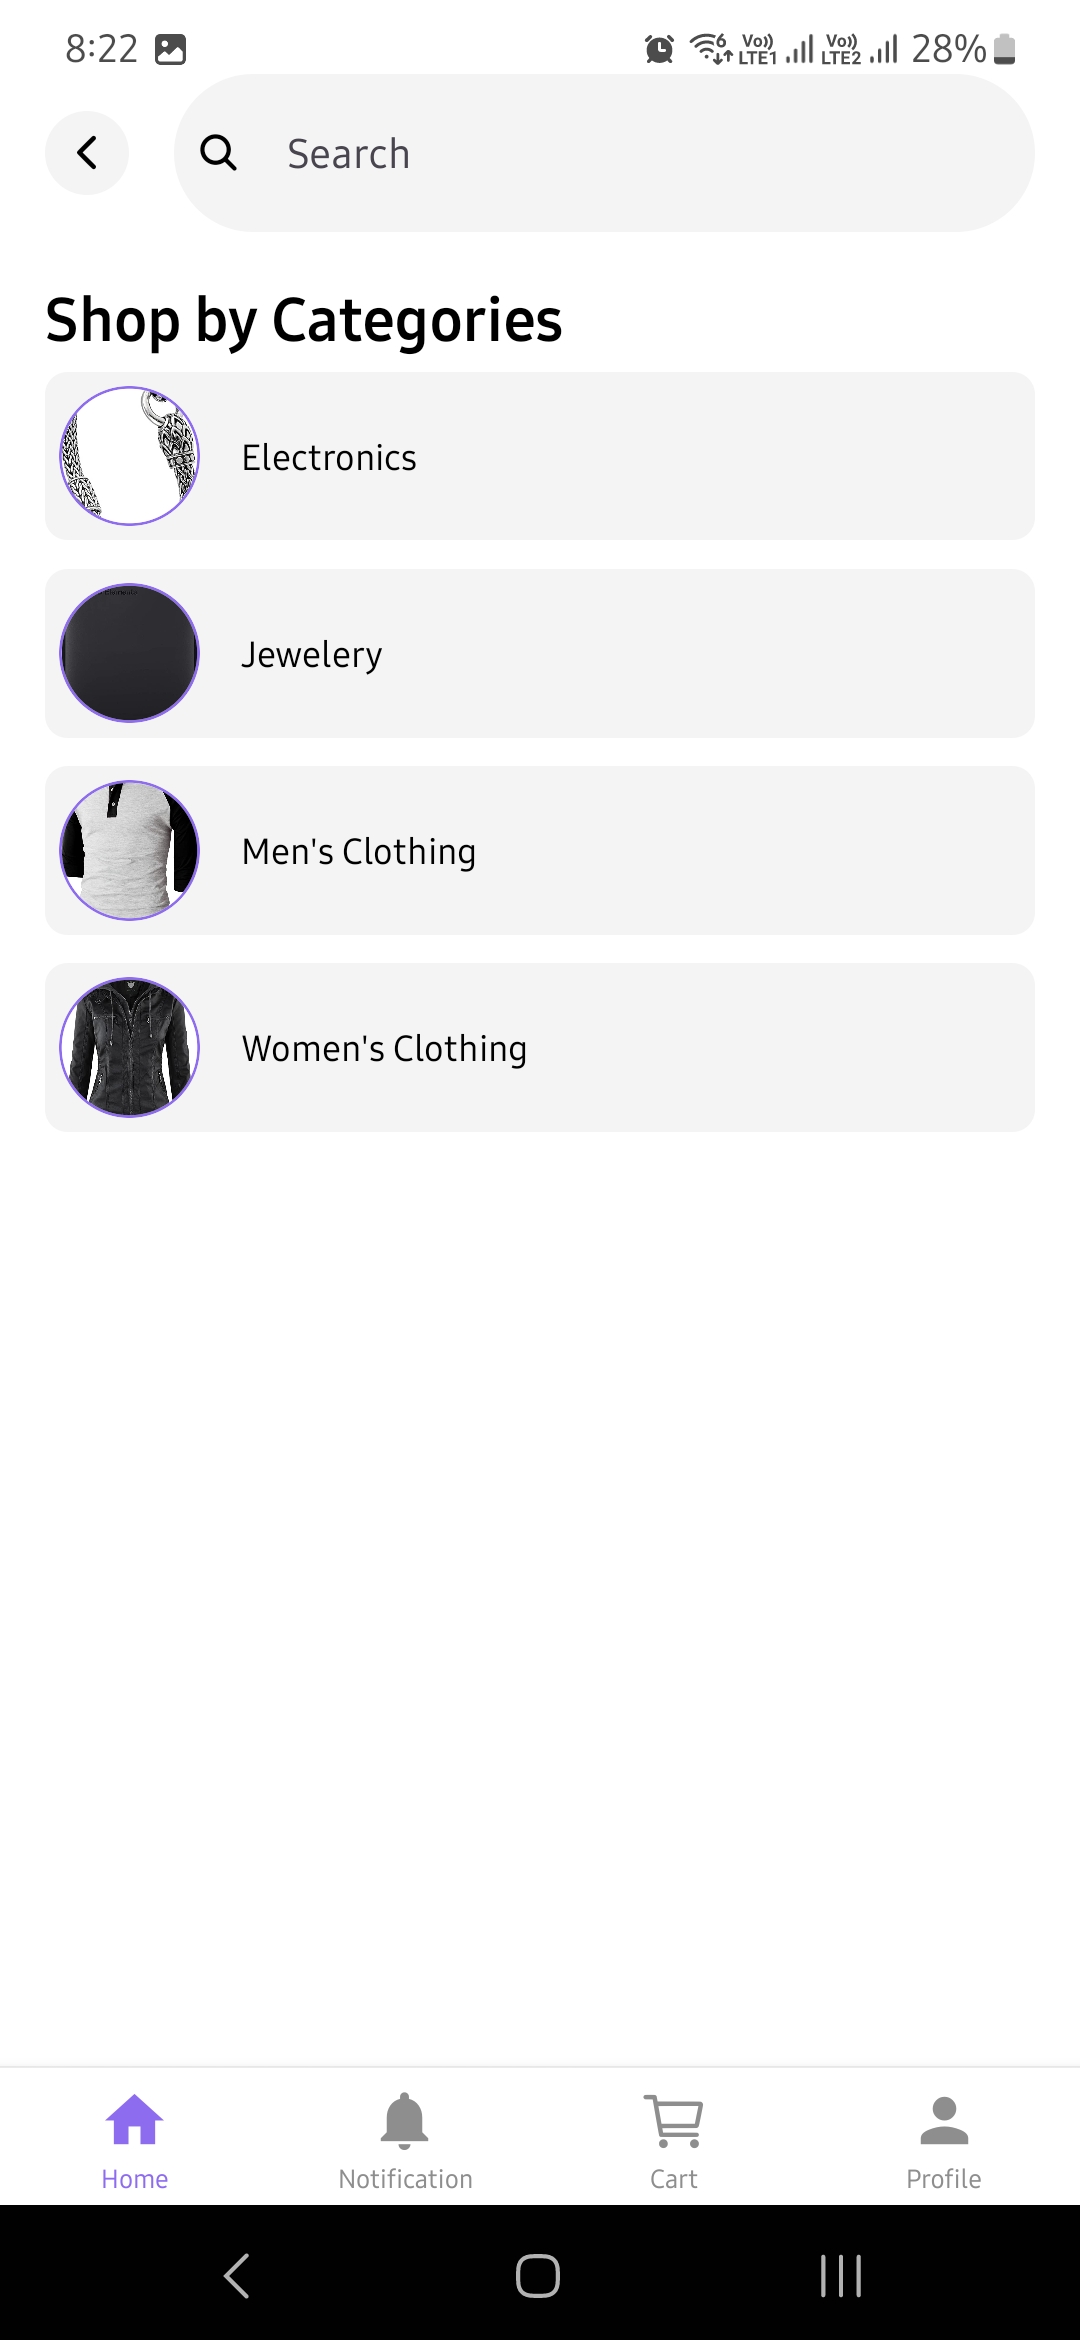 8:22 Vo)) LTE1 Vo)) LTE2 28%
Search
Shop by Categories
Electronics
Jewelery
Men's Clothing
Women's Clothing
Home Notification Cart Profile